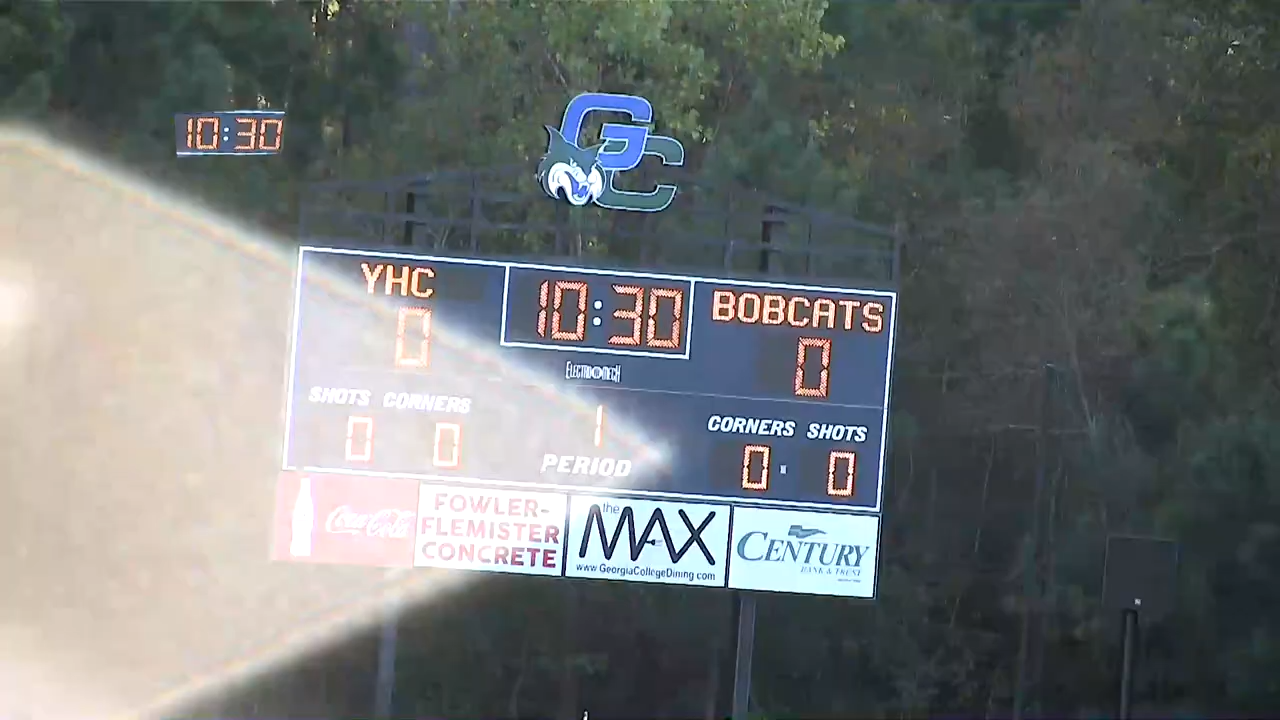 10:30
GC
YHC 10:30 BOBCATS
0 0
ELECTRO-MECH
SHOTS CORNERS 1 CORNERS SHOTS
0 0 PERIOD 0 0
Coca-Cola
FOWLER-
FLEMISTER
CONCRETE
the
MAX
www.GeorgiaCollegeDining.com
CENTURY
BANK & TRUST